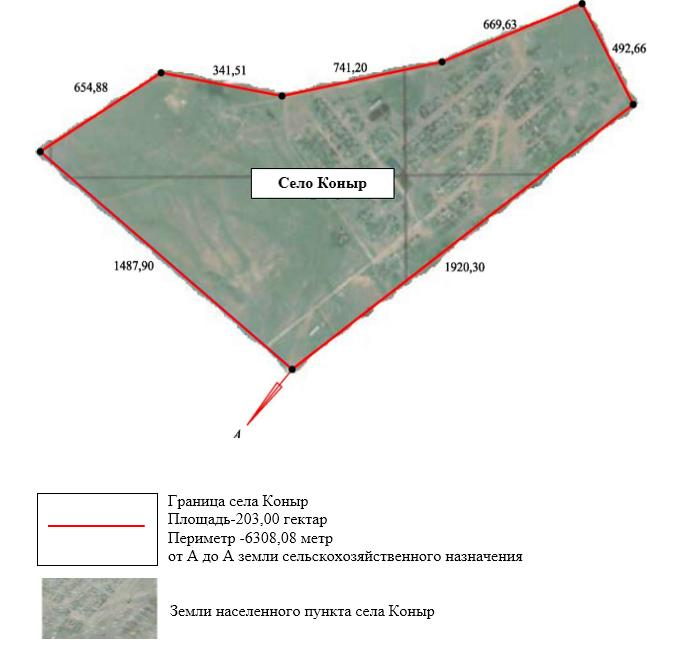 669,63
492,66
741,20
341,51
654,88
Село Коныр
1487,90
1920,30
А
Граница села Коныр
Площадь-203,00 гектар
Периметр -6308,08 метр
от А до А земли сельскохозяйственного назначения
Земли населенного пункта села Коныр